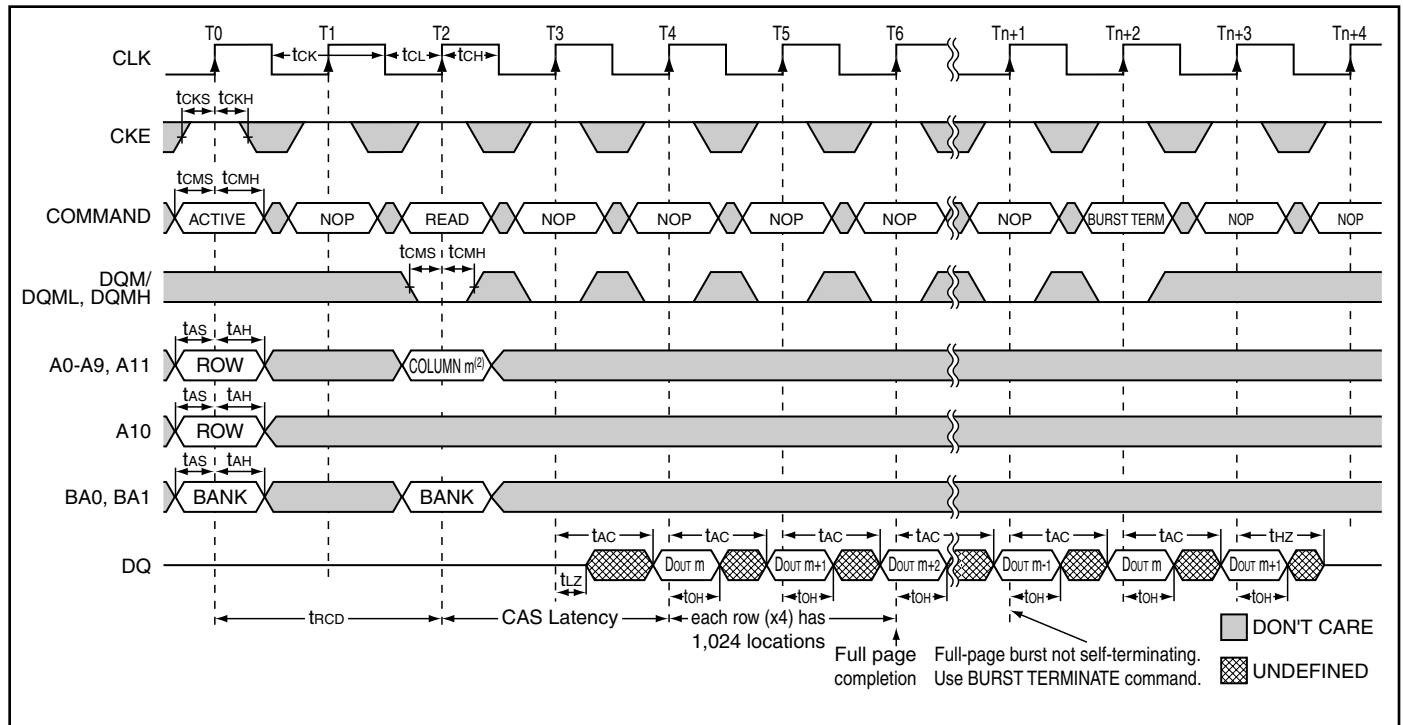 T0 T1 T2 T3 T4 T5 T6 Tn+1 Tn+2 Tn+3 Tn+4
CLK
tCK tCL tCH
tCKS tCKH
CKE
tCMS tCMH
COMMAND
ACTIVE NOP READ NOP NOP NOP NOP NOP BURST TERM NOP NOP
tCMS tCMH
DQM/
DQML, DQMH
tAS tAH
A0-A9, A11
ROW COLUMN m(2)
tAS tAH
A10
ROW
tAS tAH
BA0, BA1
BANK BANK
tAC tAC tAC tAC tAC tAC tHZ
DQ
DOUT m DOUT m+1 DOUT m+2 DOUT m-1 DOUT m DOUT m+1
tLZ
tOH tOH tOH tOH tOH tOH
tRCD CAS Latency each row (x4) has
1,024 locations
Full page
completion
Full-page burst not self-terminating.
Use BURST TERMINATE command.
DON'T CARE
UNDEFINED